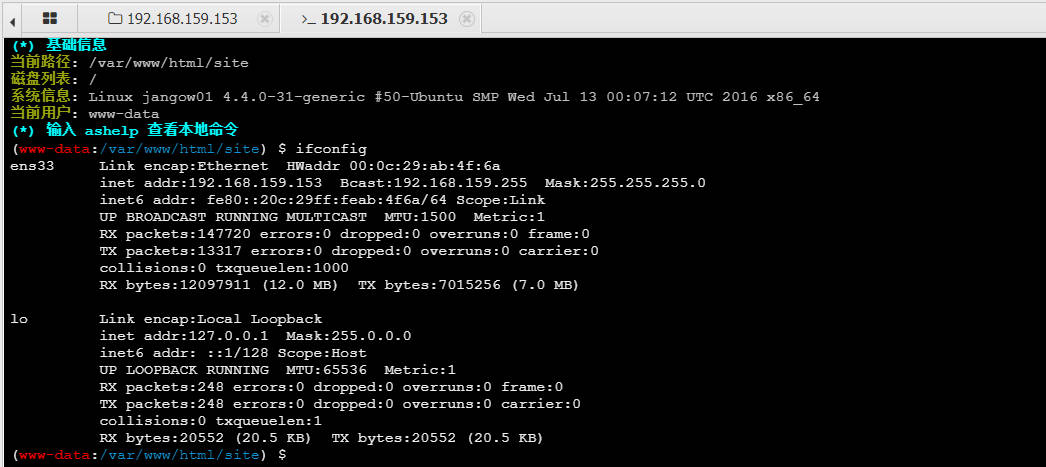 192.168.159.153
>_ 192.168.159.153
(*) 基础信息
当前路径: /var/www/html/site
磁盘列表: /
系统信息: Linux jangow01 4.4.0-31-generic #50-Ubuntu SMP Wed Jul 13 00:07:12 UTC 2016 x86_64
当前用户: www-data
(*) 输入 ashelp 查看本地命令
(www-data:/var/www/html/site) $ ifconfig
ens33     Link encap:Ethernet  HWaddr 00:0c:29:ab:4f:6a
          inet addr:192.168.159.153  Bcast:192.168.159.255  Mask:255.255.255.0
          inet6 addr: fe80::20c:29ff:feab:4f6a/64 Scope:Link
          UP BROADCAST RUNNING MULTICAST  MTU:1500  Metric:1
          RX packets:147720 errors:0 dropped:0 overruns:0 frame:0
          TX packets:13317 errors:0 dropped:0 overruns:0 carrier:0
          collisions:0 txqueuelen:1000
          RX bytes:12097911 (12.0 MB)  TX bytes:7015256 (7.0 MB)
lo        Link encap:Local Loopback
          inet addr:127.0.0.1  Mask:255.0.0.0
          inet6 addr: ::1/128 Scope:Host
          UP LOOPBACK RUNNING  MTU:65536  Metric:1
          RX packets:248 errors:0 dropped:0 overruns:0 frame:0
          TX packets:248 errors:0 dropped:0 overruns:0 carrier:0
          collisions:0 txqueuelen:1
          RX bytes:20552 (20.5 KB)  TX bytes:20552 (20.5 KB)
(www-data:/var/www/html/site) $